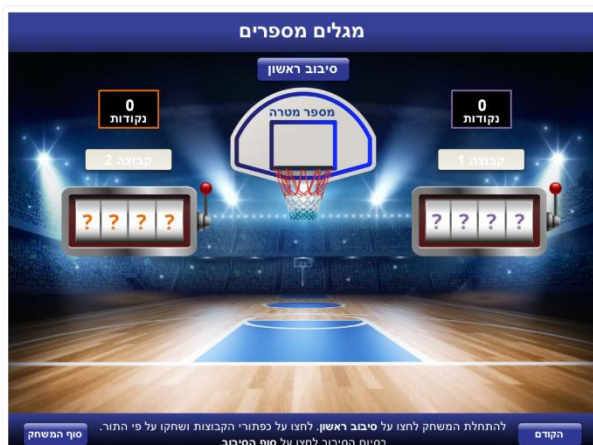 מגלים מספרים
סיבוב ראשון
0
נקודות
0
נקודות
מספר מטרה
קבוצה 1
קבוצה 2
? ? ? ?
? ? ? ?
להתחלת המשחק לחצו על סיבוב ראשון. לחצו על כפתורי הקבוצות ושחקו על פי התור.
בסיום הסיבוב לחצו על סוף הסיבוב
הקודם
סוף המשחק